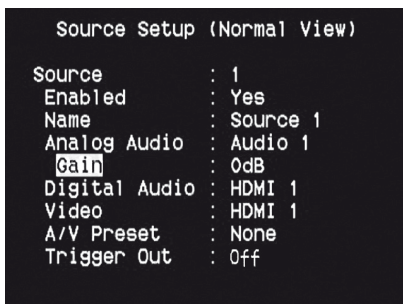 Source Setup (Normal View)
Source : 1
Enabled : Yes
Name : Source 1
Analog Audio : Audio 1
Gain : 0dB
Digital Audio : HDMI 1
Video : HDMI 1
A/V Preset : None
Trigger Out : Off